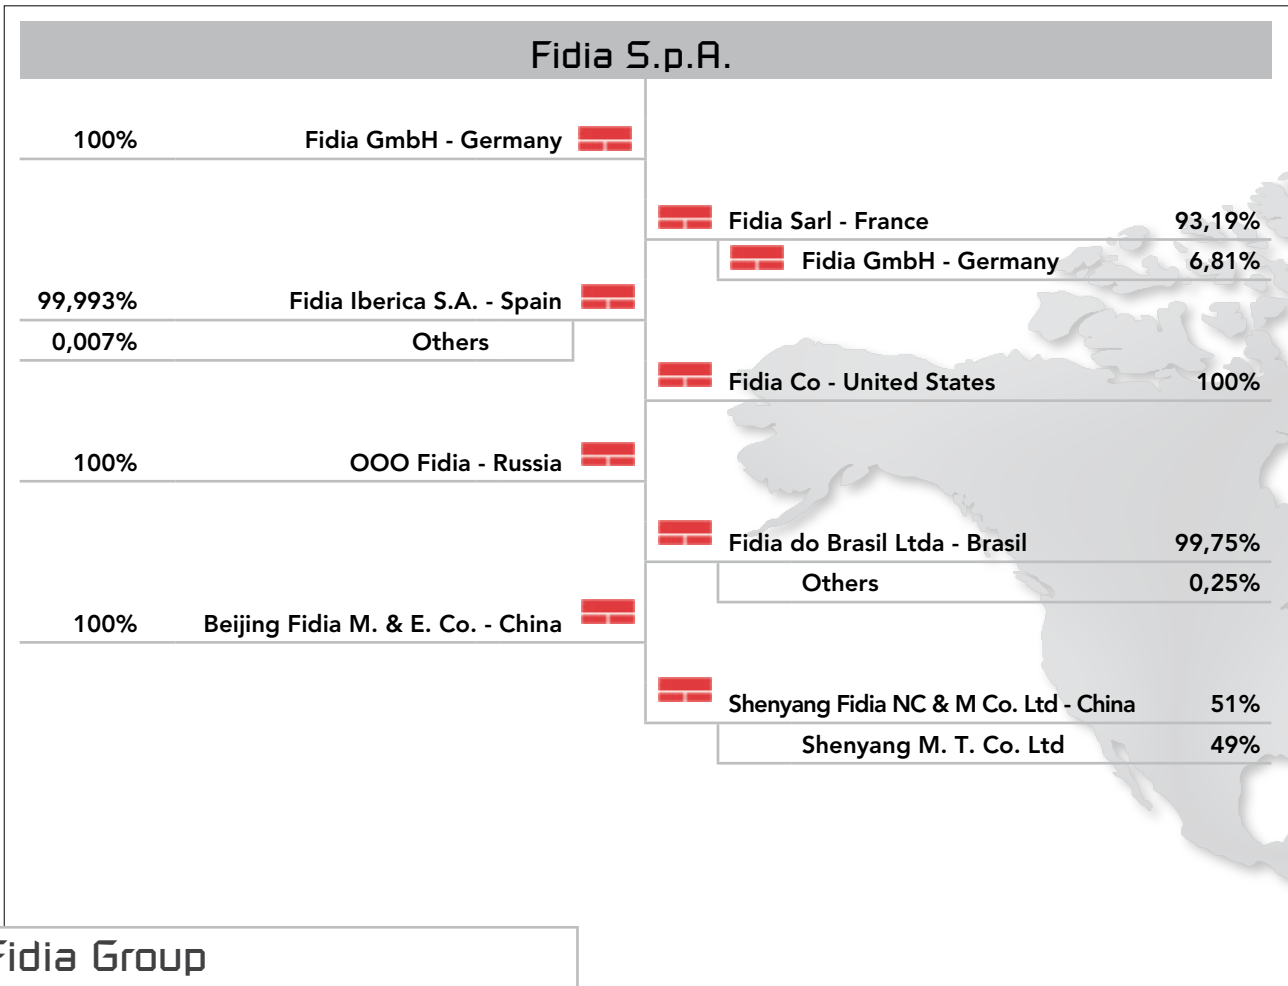 Fidia S.p.A.
100% Fidia GmbH - Germany
Fidia Sarl - France 93,19%
Fidia GmbH - Germany 6,81%
99,993% Fidia Iberica S.A. - Spain
0,007% Others
Fidia Co - United States 100%
100% OOO Fidia - Russia
Fidia do Brasil Ltda - Brasil 99,75%
Others 0,25%
100% Beijing Fidia M. & E. Co. - China
Shenyang Fidia NC & M Co. Ltd - China 51%
Shenyang M. T. Co. Ltd 49%
Fidia Group